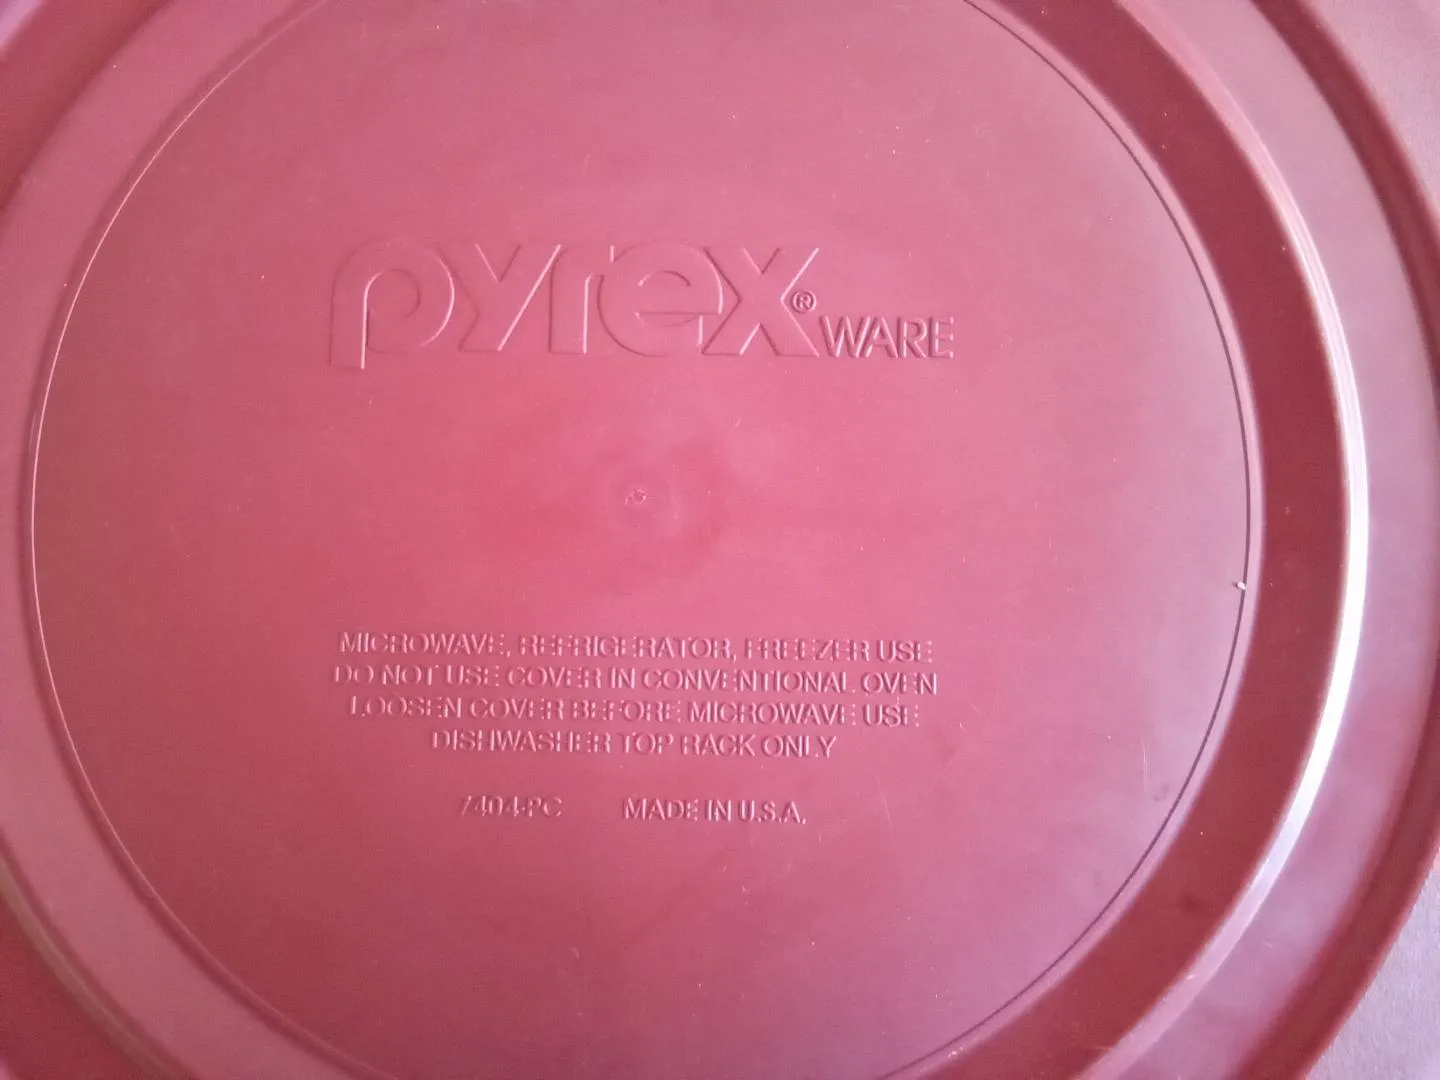 pyrex® WARE
MICROWAVE, REFRIGERATOR, FREEZER USE
DO NOT USE COVER IN CONVENTIONAL OVEN
LOOSEN COVER BEFORE MICROWAVE USE
DISHWASHER TOP RACK ONLY
7404-PC MADE IN U.S.A.